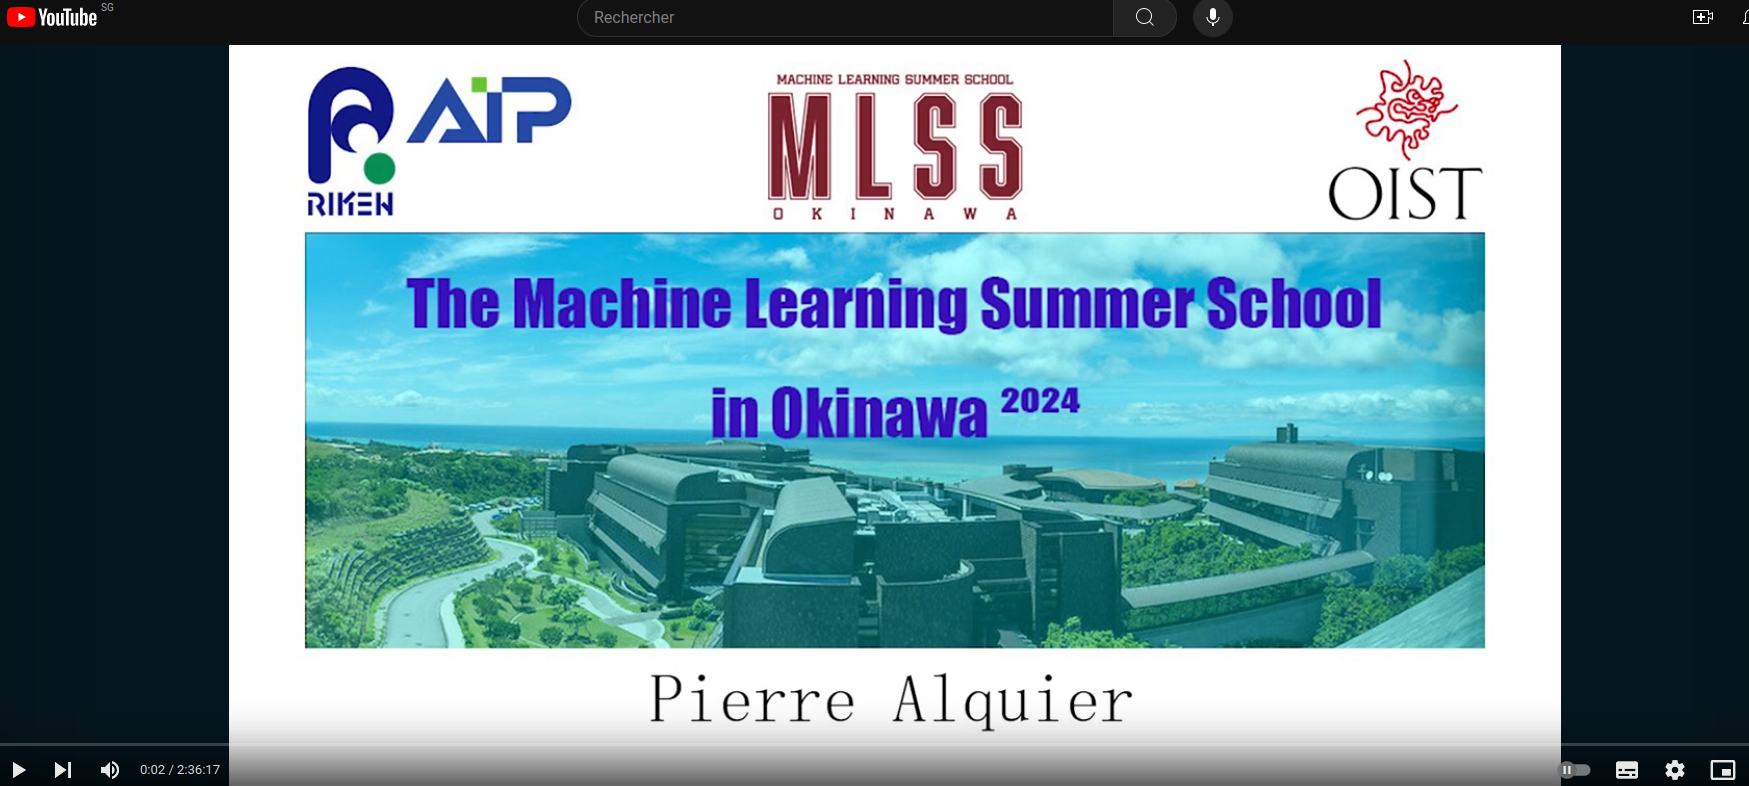 YouTube SG
Rechercher
RIKEN
AIP
MACHINE LEARNING SUMMER SCHOOL
MLSS
OKINAWA
OIST
The Machine Learning Summer School
in Okinawa 2024
Pierre Alquier
0:02 / 2:36:17